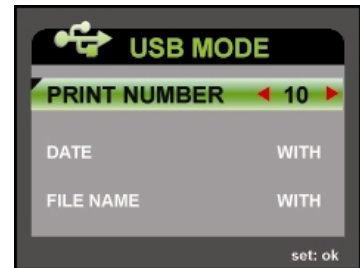 USB MODE
PRINT NUMBER 10
DATE WITH
FILE NAME WITH
set: ok